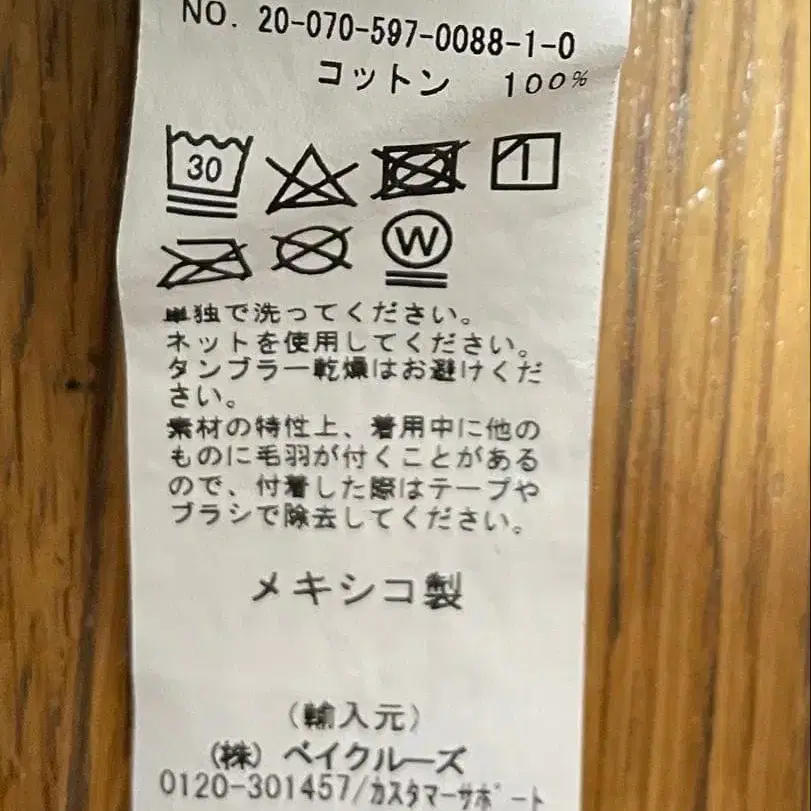 NO. 20-070-597-0088-1-0
コットン 100%
30
W
単独で洗ってください。
ネットを使用してください。
タンブラー乾燥はお避けくだ
さい。
素材の特性上、着用中に他の
ものに毛羽が付くことがある
ので、付着した際はテープや
ブラシで除去してください。
メキシコ製
(輸入元)
(株) ベイクルーズ
0120-301457/カスタマーサポート